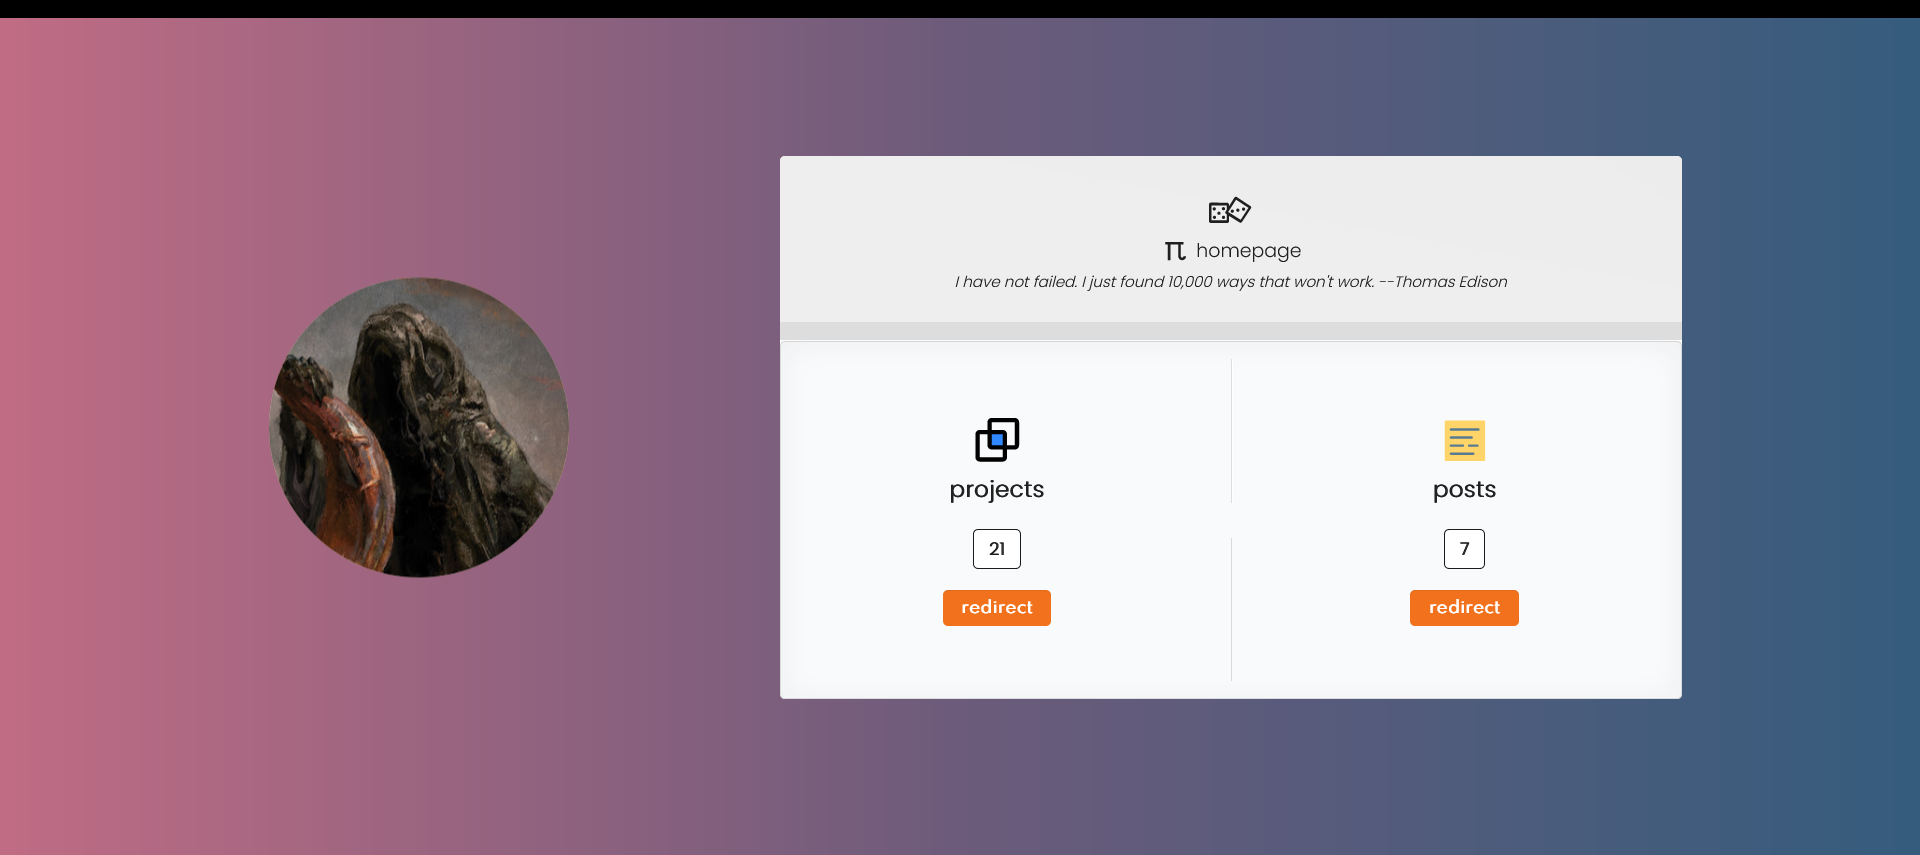 π homepage
I have not failed. I just found 10,000 ways that won't work. --Thomas Edison
projects
posts
21
7
redirect
redirect